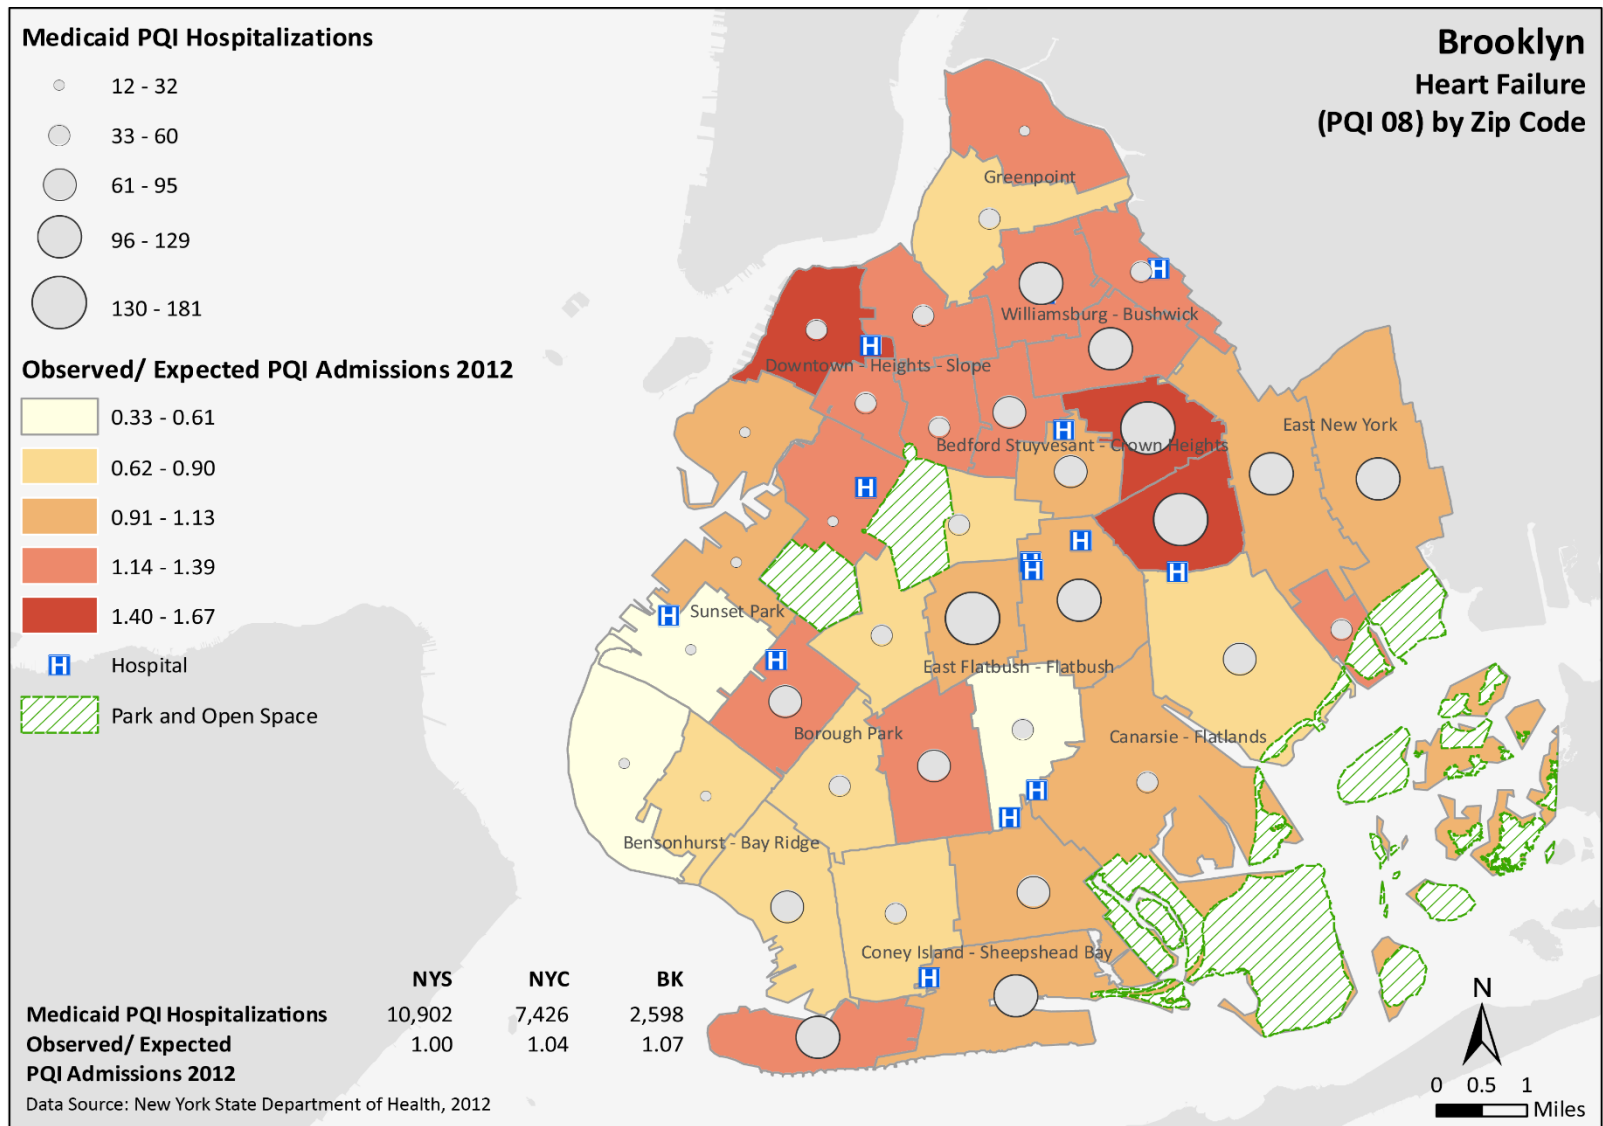 Medicaid PQI Hospitalizations
12 - 32
33 - 60
61 - 95
96 - 129
130 - 181
Observed/ Expected PQI Admissions 2012
0.33 - 0.61
0.62 - 0.90
0.91 - 1.13
1.14 - 1.39
1.40 - 1.67
H Hospital
Park and Open Space
Brooklyn
Heart Failure
(PQI 08) by Zip Code
Greenpoint
H
Williamsburg - Bushwick
H
Downtown - Heights - Slope
East New York
H
Bedford Stuyvesant - Crown Heights
H
H
H
H
H
Sunset Park
H
H
East Flatbush - Flatbush
Borough Park
Canarsie - Flatlands
H
H
Bensonhurst - Bay Ridge
Coney Island - Sheepshead Bay
H
NYS NYC BK
Medicaid PQI Hospitalizations 10,902 7,426 2,598
Observed/ Expected 1.00 1.04 1.07
PQI Admissions 2012
Data Source: New York State Department of Health, 2012
N
0 0.5 1
Miles